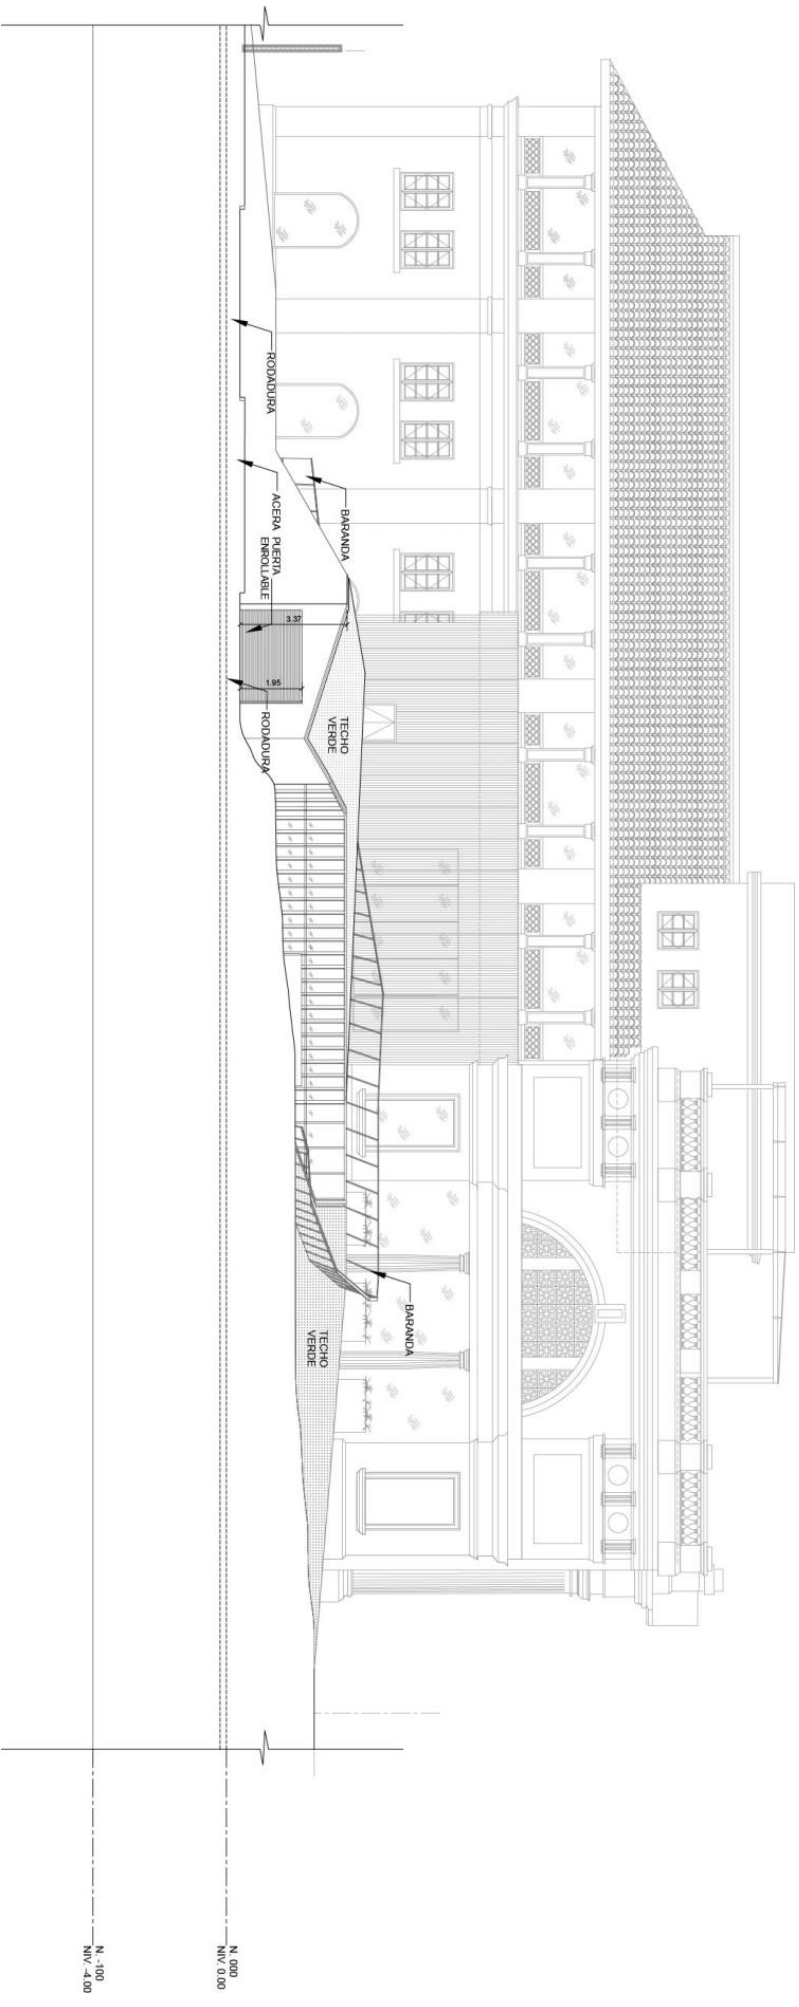 RODADURA
ACERA
PUERTA
ENROLLABLE
BARANDA
3.37
1.95
RODADURA
TECHO
VERDE
BARANDA
TECHO
VERDE
N. 000
NIV. 0.00
N. -100
NIV. -4.00